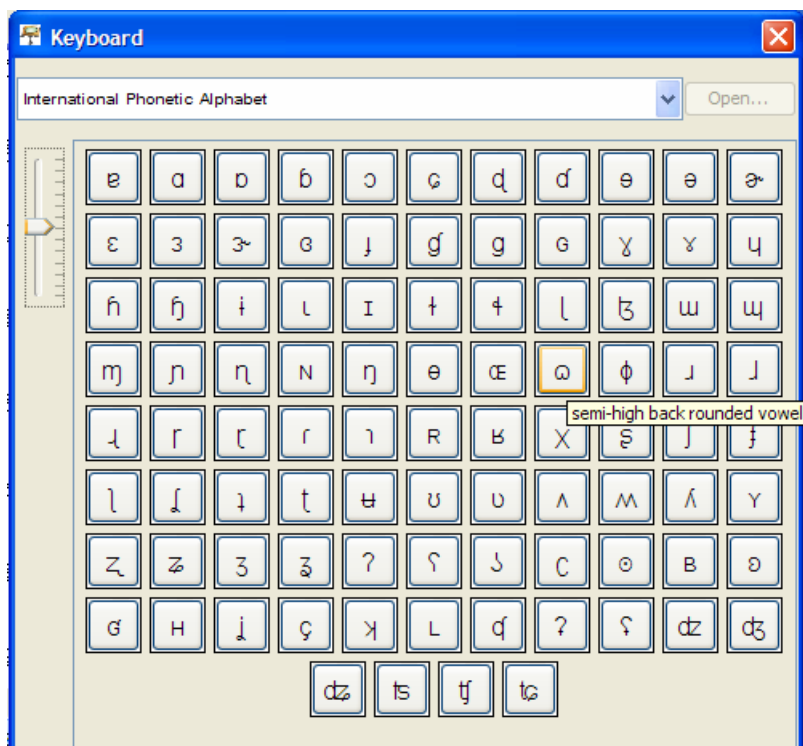 Keyboard
International Phonetic Alphabet Open...
ɐ ɑ ɒ ɓ ɔ ɕ ɖ ɗ ɘ ə ɚ
ɛ ɜ ɝ ɞ ɟ ɠ ɡ ɢ ɣ ɤ ɥ
ɦ ɧ ɨ ɩ ɪ ɫ ɬ ɭ ɮ ɯ ɰ
ɱ ɲ ɳ ɴ ŋ ɵ ɶ ɷ ɸ ɹ ɺ
semi-high back rounded vowel
ɻ ɼ ɽ ɾ ɿ ʀ ʁ χ ʂ ʃ ʄ
ʅ ʆ ʇ ʈ ʉ ʊ ʋ ʌ ʍ ʎ ʏ
ʐ ʑ ʒ ʓ ʔ ʕ ʖ ʗ ʘ ʙ ʚ
ʛ ʜ ʝ ç ʞ ʟ ʠ ʡ ʢ ʣ ʤ
ʥ ʦ ʧ ʨ